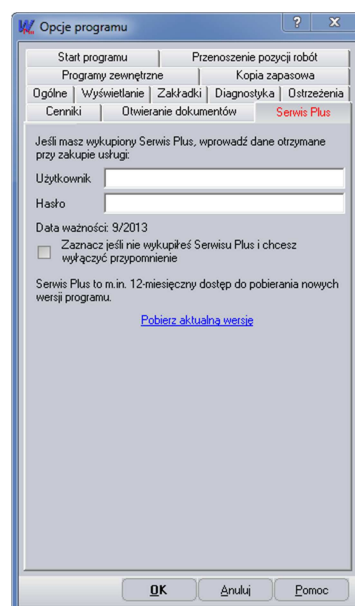 Opcje programu
Start programu
Przenoszenie pozycji robót
Programy zewnętrzne
Kopia zapasowa
Ogólne
Wyświetlanie
Zakładki
Diagnostyka
Ostrzeżenia
Cenniki
Otwieranie dokumentów
Serwis Plus
Jeśli masz wykupiony Serwis Plus, wprowadź dane otrzymane
przy zakupie usługi:
Użytkownik
Hasło
Data ważności: 9/2013
Zaznacz jeśli nie wykupiłeś Serwisu Plus i chcesz
wyłączyć przypomnienie
Serwis Plus to m.in. 12-miesięczny dostęp do pobierania nowych
wersji programu.
Pobierz aktualną wersję
OK
Anuluj
Pomoc